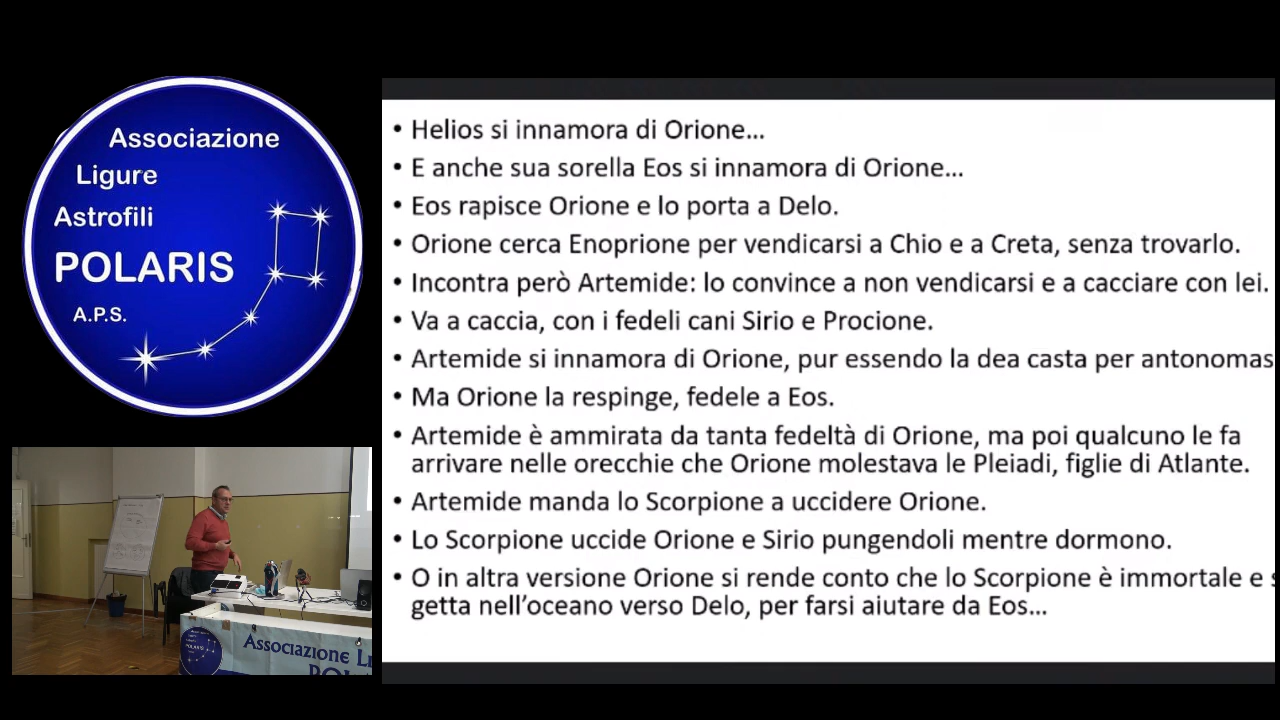 Associazione
Ligure
Astrofili
POLARIS
A.P.S.
• Helios si innamora di Orione...
• E anche sua sorella Eos si innamora di Orione...
• Eos rapisce Orione e lo porta a Delo.
• Orione cerca Enoprione per vendicarsi a Chio e a Creta, senza trovarlo.
• Incontra però Artemide: lo convince a non vendicarsi e a cacciare con lei.
• Va a caccia, con i fedeli cani Sirio e Procione.
• Artemide si innamora di Orione, pur essendo la dea casta per antonomas
• Ma Orione la respinge, fedele a Eos.
• Artemide è ammirata da tanta fedeltà di Orione, ma poi qualcuno le fa
arrivare nelle orecchie che Orione molestava le Pleiadi, figlie di Atlante.
• Artemide manda lo Scorpione a uccidere Orione.
• Lo Scorpione uccide Orione e Sirio pungendoli mentre dormono.
• O in altra versione Orione si rende conto che lo Scorpione è immortale e s
getta nell'oceano verso Delo, per farsi aiutare da Eos...
Associazione Li
POL